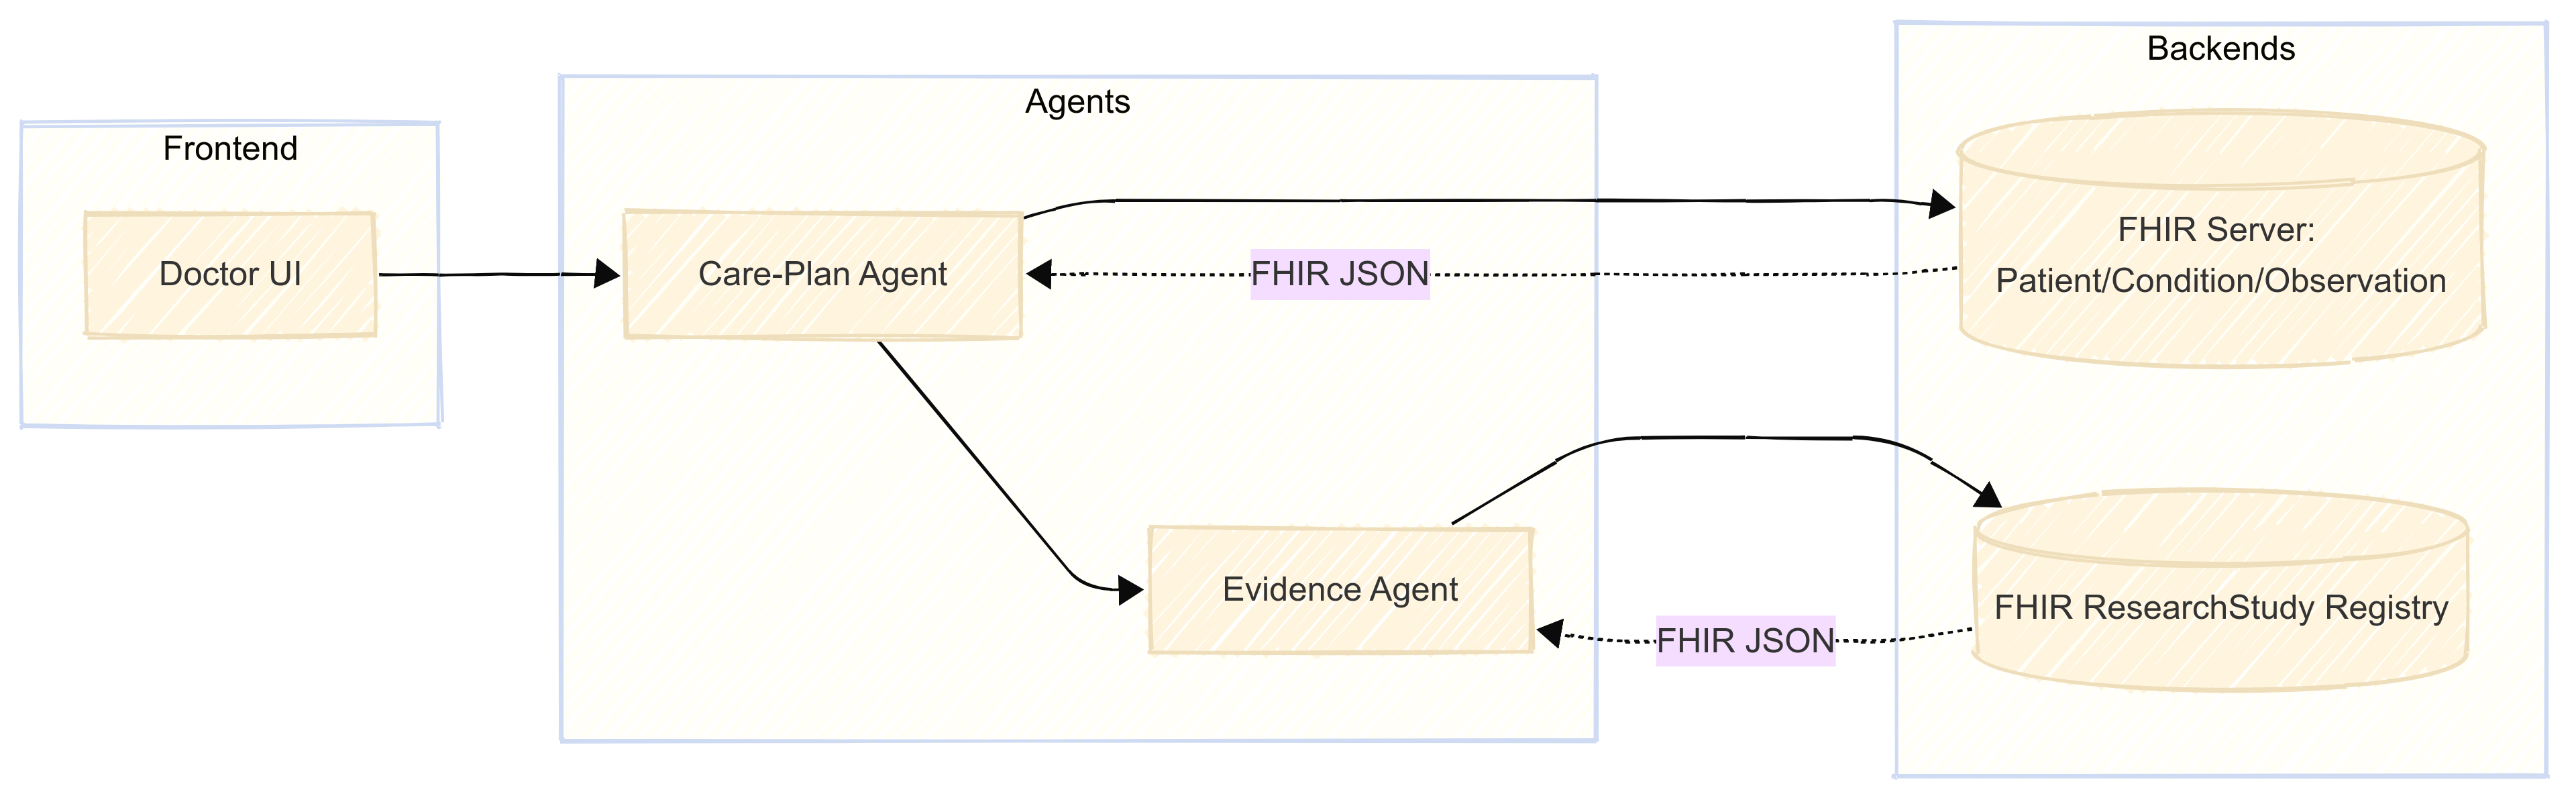 Frontend
Doctor UI
Agents
Care-Plan Agent
FHIR JSON
Evidence Agent
FHIR JSON
Backends
FHIR Server:
Patient/Condition/Observation
FHIR ResearchStudy Registry